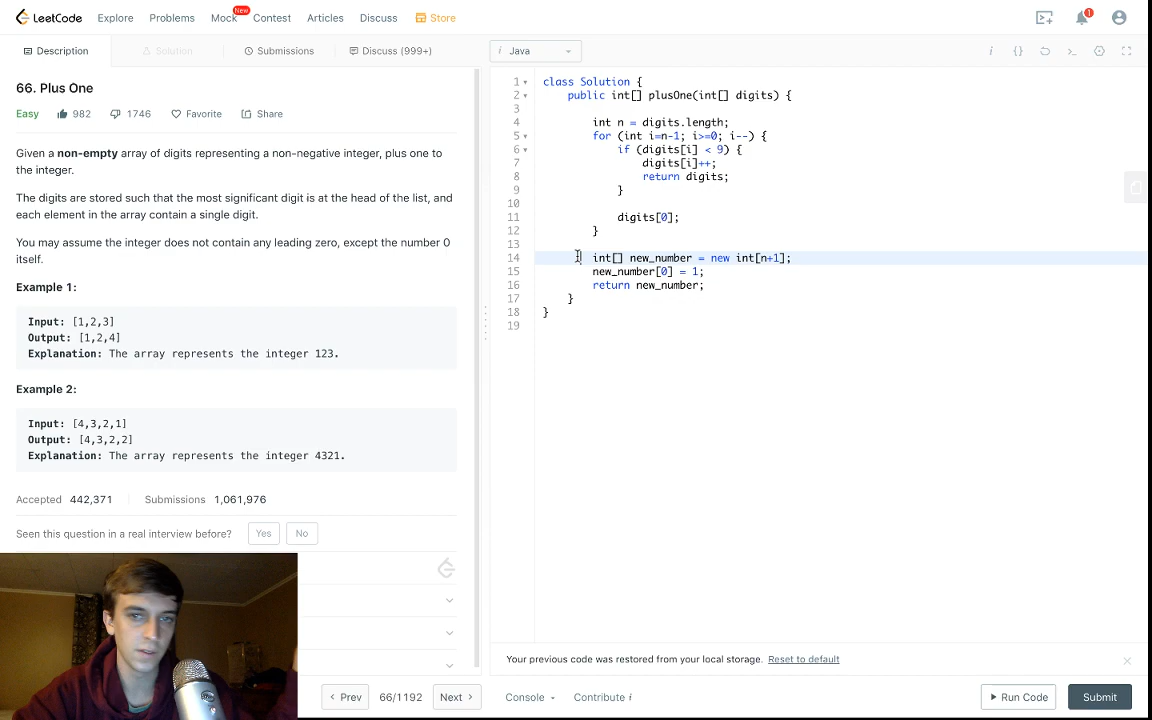 LeetCode Explore Problems Mock New Contest Articles Discuss Store 1
Description Solution Submissions Discuss (999+)
66. Plus One
Easy 982 1746 Favorite Share
Given a non-empty array of digits representing a non-negative integer, plus one to
the integer.
The digits are stored such that the most significant digit is at the head of the list, and
each element in the array contain a single digit.
You may assume the integer does not contain any leading zero, except the number 0
itself.
Example 1:
Input: [1,2,3]
Output: [1,2,4]
Explanation: The array represents the integer 123.
Example 2:
Input: [4,3,2,1]
Output: [4,3,2,2]
Explanation: The array represents the integer 4321.
Accepted 442,371 Submissions 1,061,976
Seen this question in a real interview before? Yes No
Prev 66/1192 Next
i Java i {}
1 class Solution {
2 public int[] plusOne(int[] digits) {
3
4 int n = digits.length;
5 for (int i=n-1; i>=0; i--) {
6 if (digits[i] < 9) {
7 digits[i]++;
8 return digits;
9 }
10
11 digits[0];
12 }
13
14 int[] new_number = new int[n+1];
15 new_number[0] = 1;
16 return new_number;
17 }
18 }
19
Your previous code was restored from your local storage. Reset to default
Console Contribute i Run Code Submit